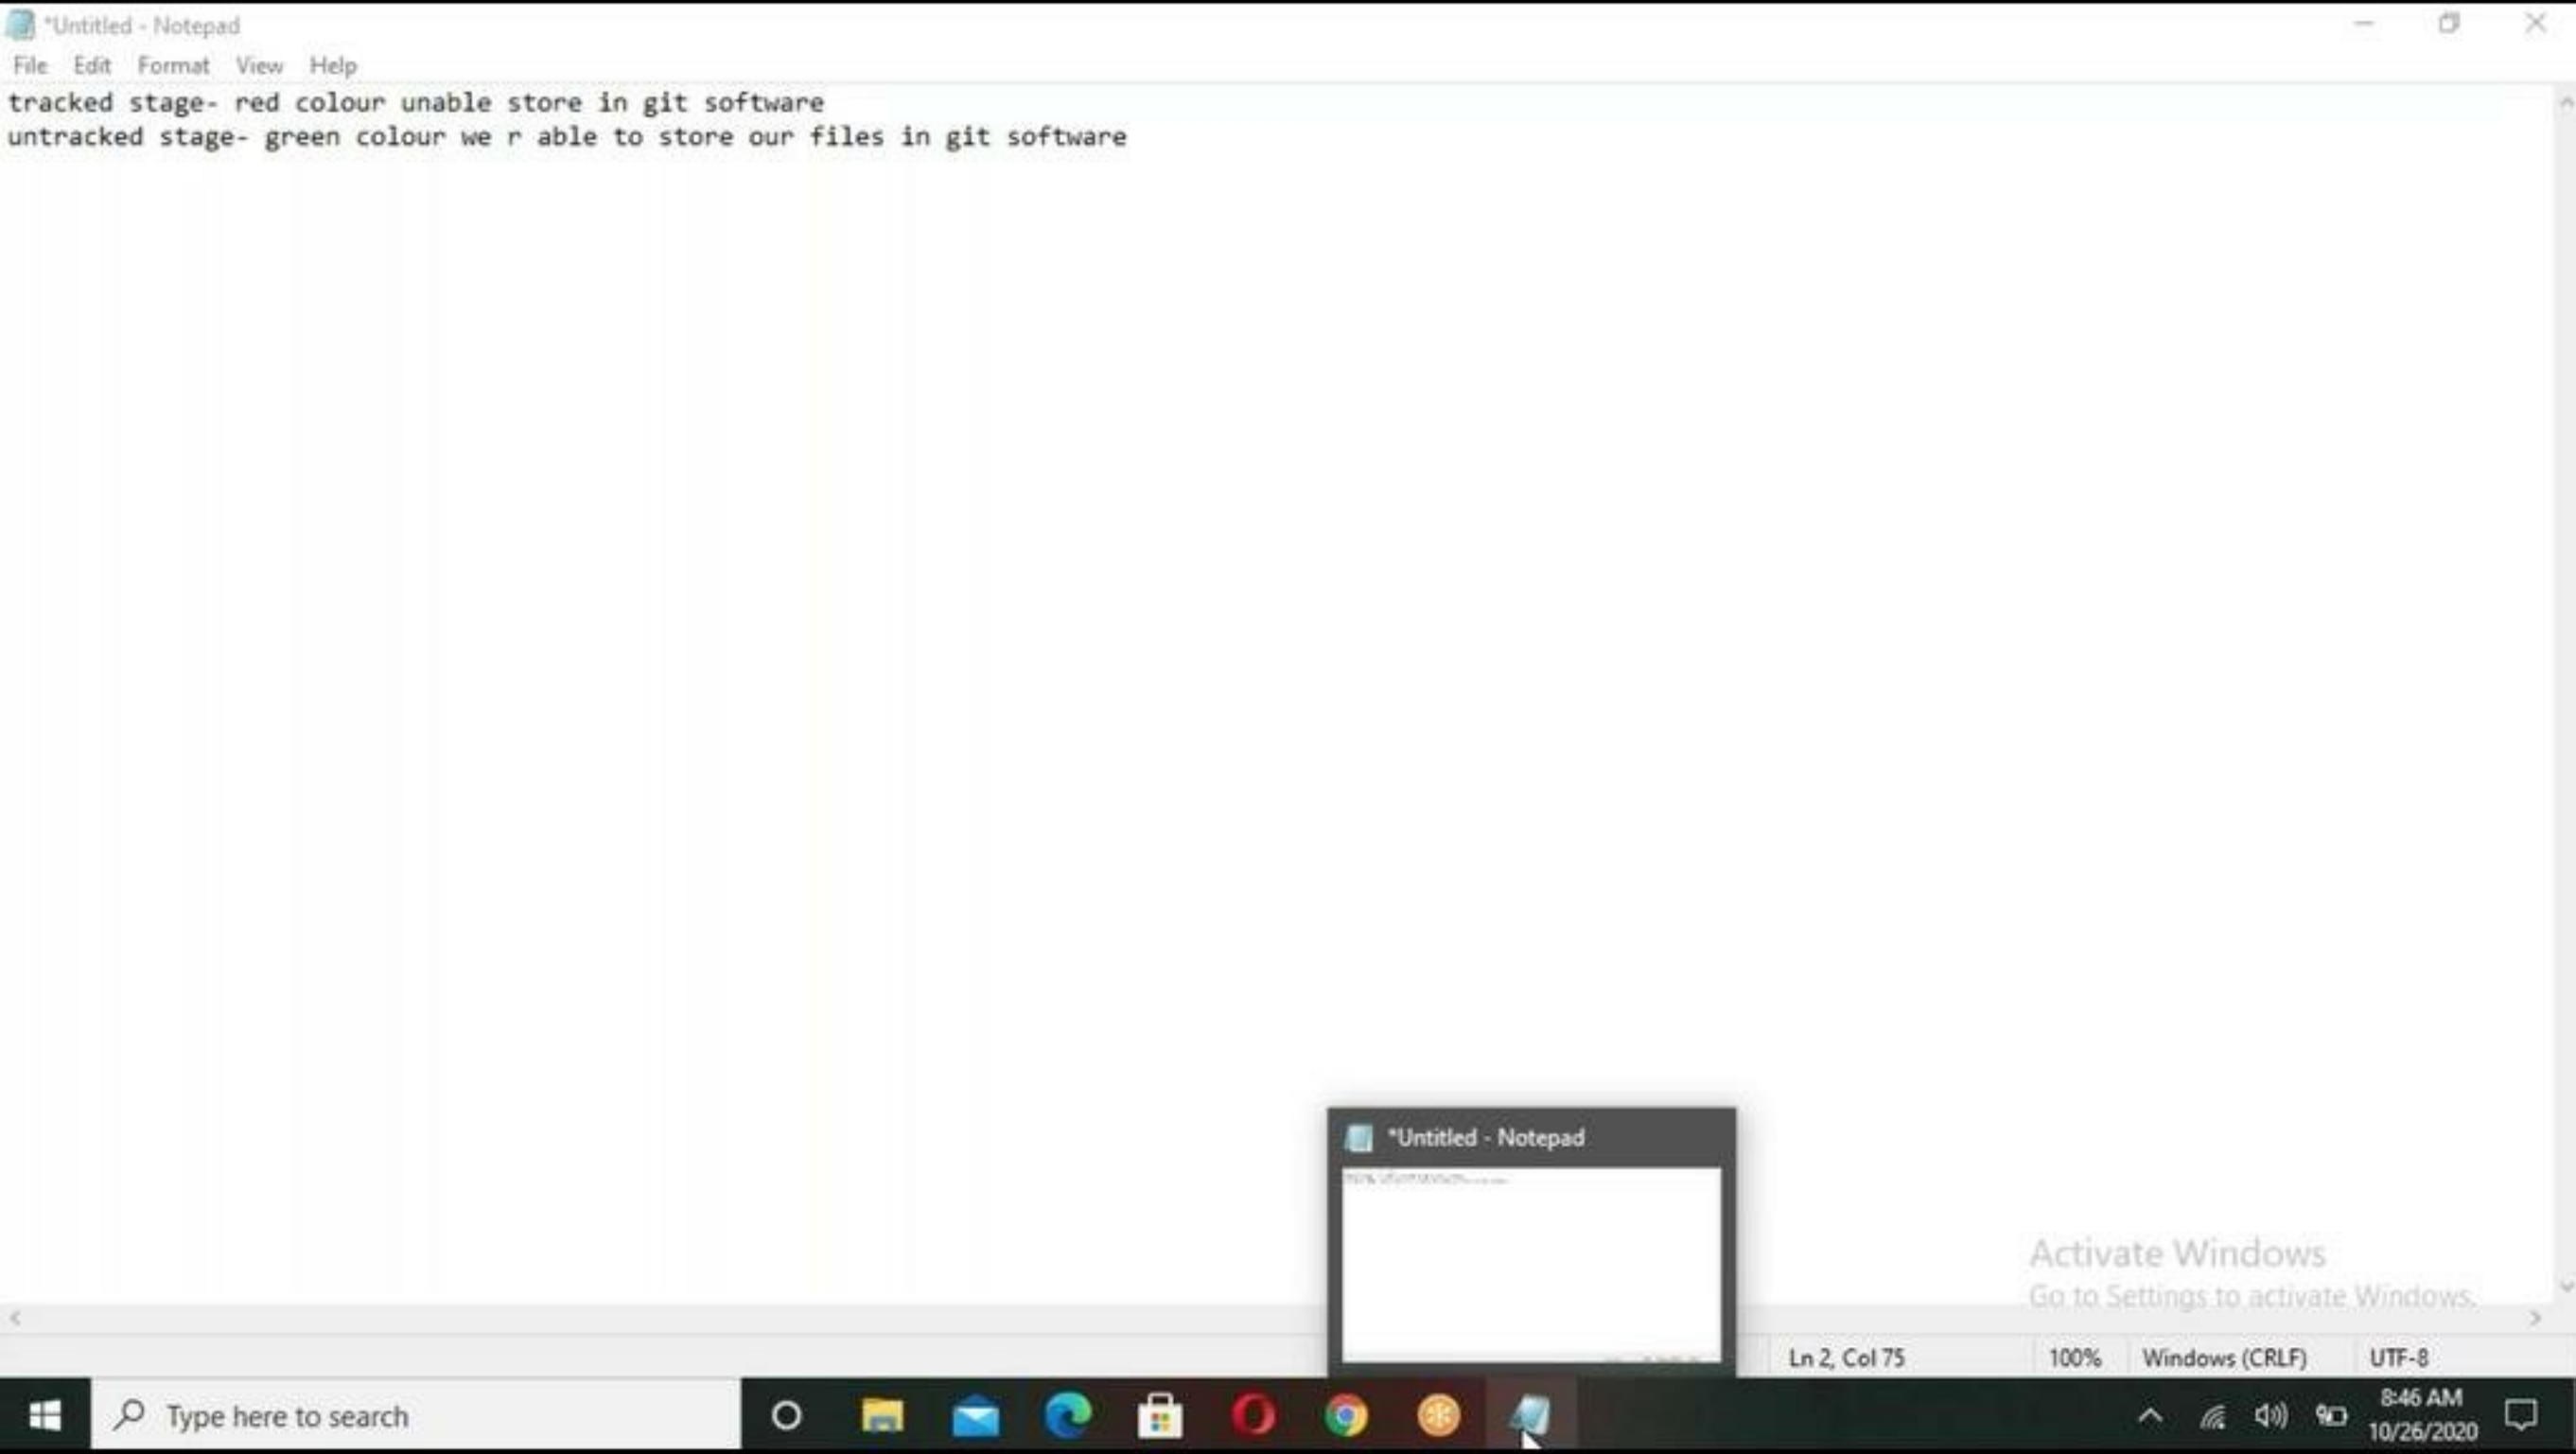 *Untitled - Notepad
File Edit Format View Help
tracked stage- red colour unable store in git software
untracked stage- green colour we r able to store our files in git software
*Untitled - Notepad
Activate Windows
Go to Settings to activate Windows.
Ln 2, Col 75 100% Windows (CRLF) UTF-8
Type here to search
8:46 AM
10/26/2020